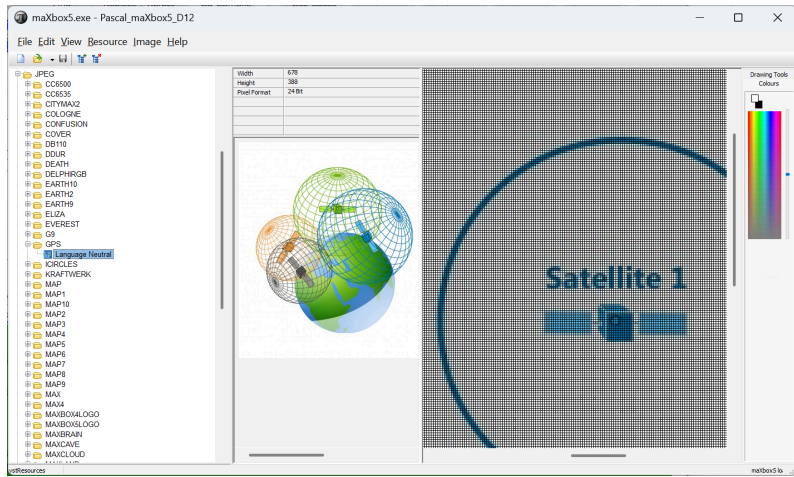 maXbox5.exe - Pascal_maXbox5_D12
File Edit View Resource Image Help
JPEG
CC6500
CC6535
CITYMAX2
COLOGNE
CONFUSION
COVER
DB110
DDUR
DEATH
DELPHIRGB
EARTH10
EARTH2
EARTH9
ELIZA
EVEREST
G9
GPS
Language Neutral
ICIRCLES
KRAFTWERK
MAP
MAP1
MAP10
MAP2
MAP3
MAP4
MAP5
MAP6
MAP7
MAP8
MAP9
MAX
MAX4
MAXBOX4LOGO
MAXBOX5LOGO
MAXBRAIN
MAXCAVE
MAXCLOUD
Width 678
Height 388
Pixel Format 24 Bit
Satellite 1
Drawing Tools
Colours
vstResources